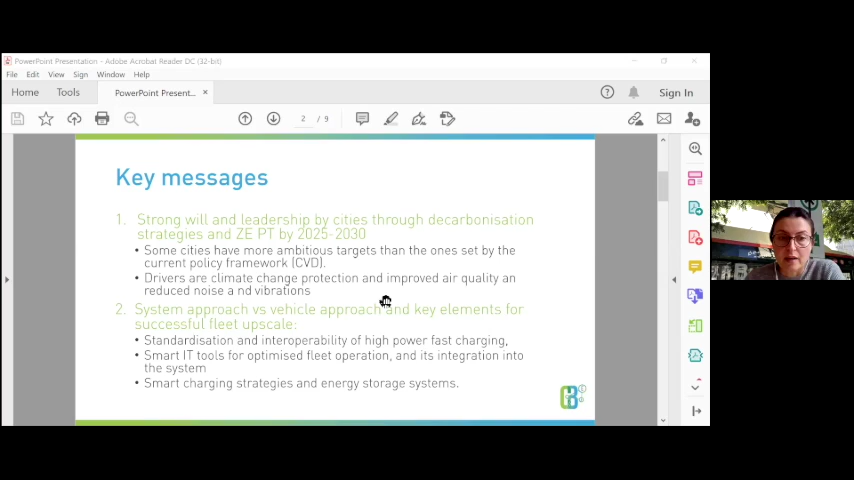 PowerPoint Presentation - Adobe Acrobat Reader DC (32-bit)
File Edit View Sign Window Help
Home Tools PowerPoint Present... × Sign In
2 / 9
Key messages
1. Strong will and leadership by cities through decarbonisation
strategies and ZE PT by 2025-2030
• Some cities have more ambitious targets than the ones set by the
current policy framework (CVD).
• Drivers are climate change protection and improved air quality an
reduced noise a nd vibrations
2. System approach vs vehicle approach and key elements for
successful fleet upscale:
• Standardisation and interoperability of high power fast charging,
• Smart IT tools for optimised fleet operation, and its integration into
the system
• Smart charging strategies and energy storage systems.